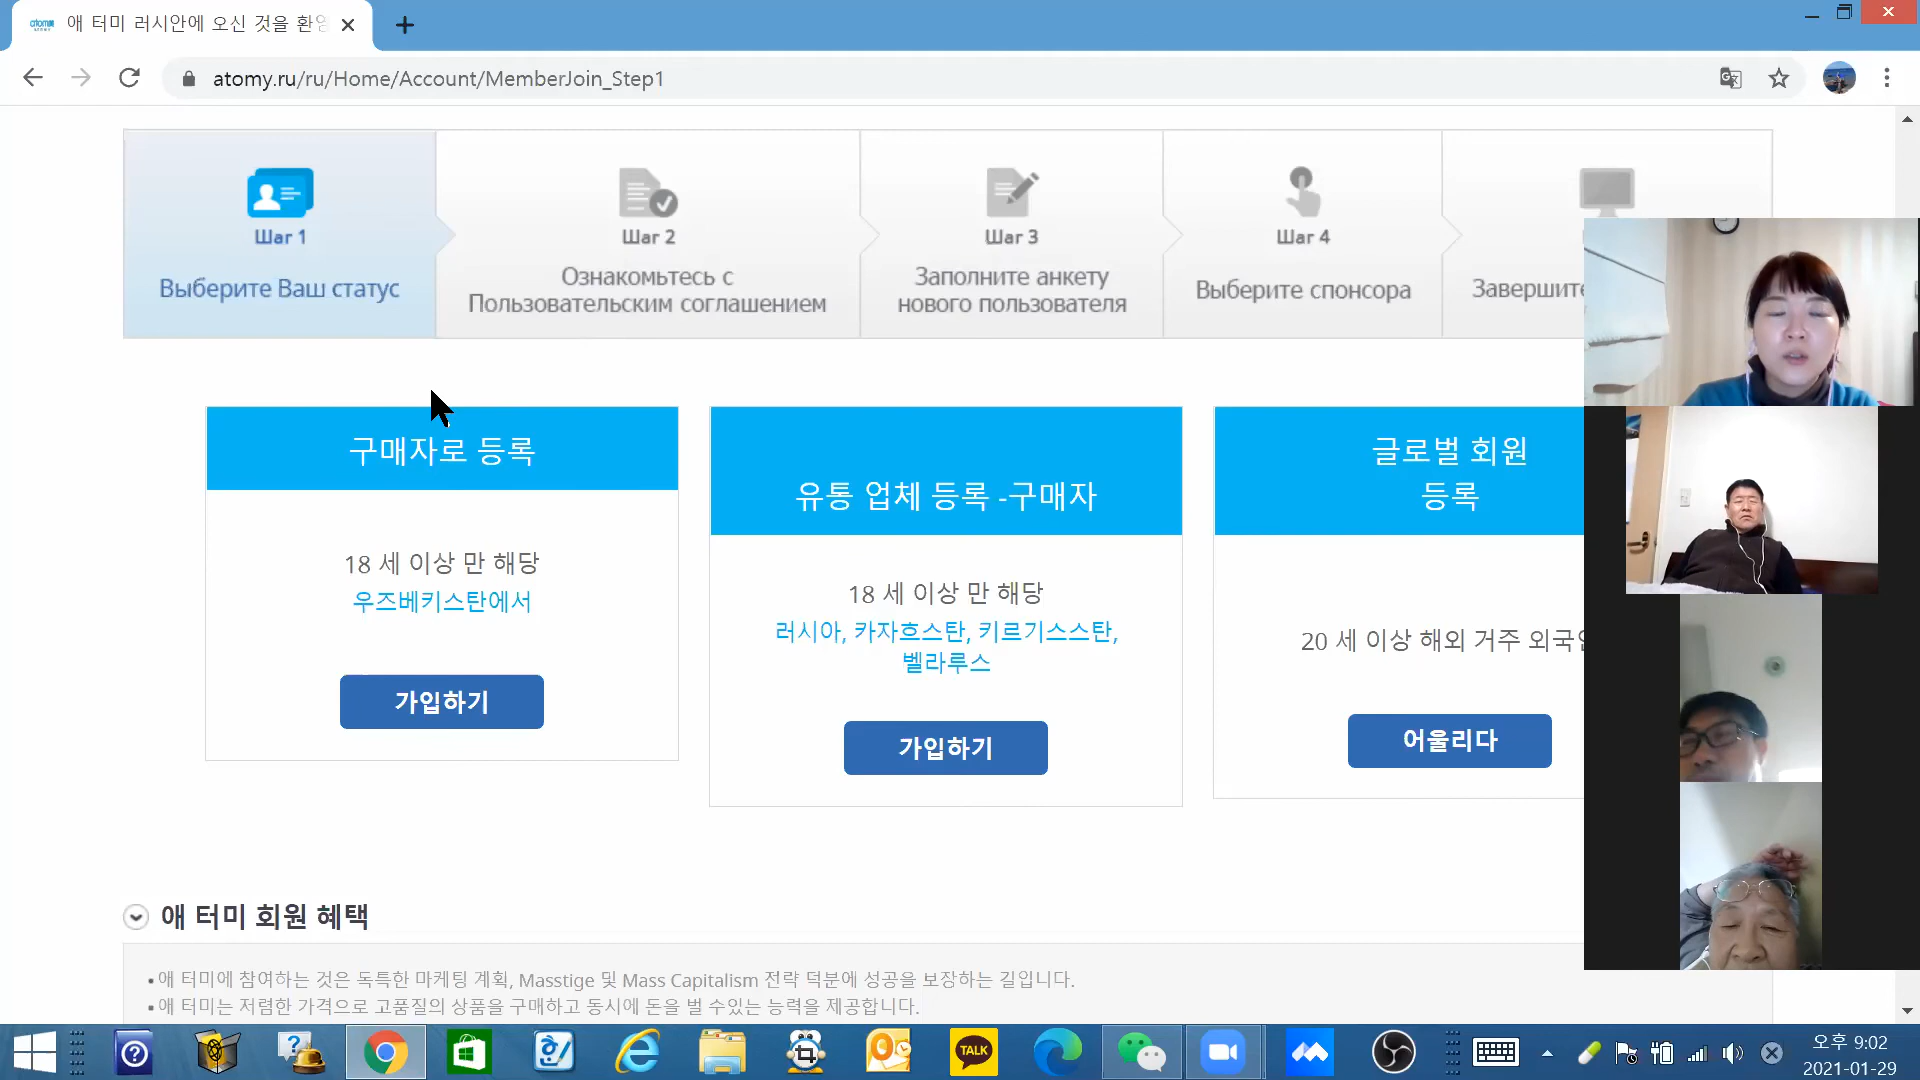 애 터미 러시안에 오신 것을 환영
atomy.ru/ru/Home/Account/MemberJoin_Step1
Шаг 1
Выберите Ваш статус
Шаг 2
Ознакомьтесь с
Пользовательским соглашением
Шаг 3
Заполните анкету
нового пользователя
Шаг 4
Выберите спонсора
Завершите
구매자로 등록
18 세 이상 만 해당
우즈베키스탄에서
가입하기
유통 업체 등록 -구매자
18 세 이상 만 해당
러시아, 카자흐스탄, 키르기스스탄,
벨라루스
가입하기
글로벌 회원
등록
20 세 이상 해외 거주 외국인
어울리다
애 터미 회원 혜택
▪ 애 터미에 참여하는 것은 독특한 마케팅 계획, Masstige 및 Mass Capitalism 전략 덕분에 성공을 보장하는 길입니다.
▪ 애 터미는 저렴한 가격으로 고품질의 상품을 구매하고 동시에 돈을 벌 수있는 능력을 제공합니다.
TALK
오후 9:02
2021-01-29